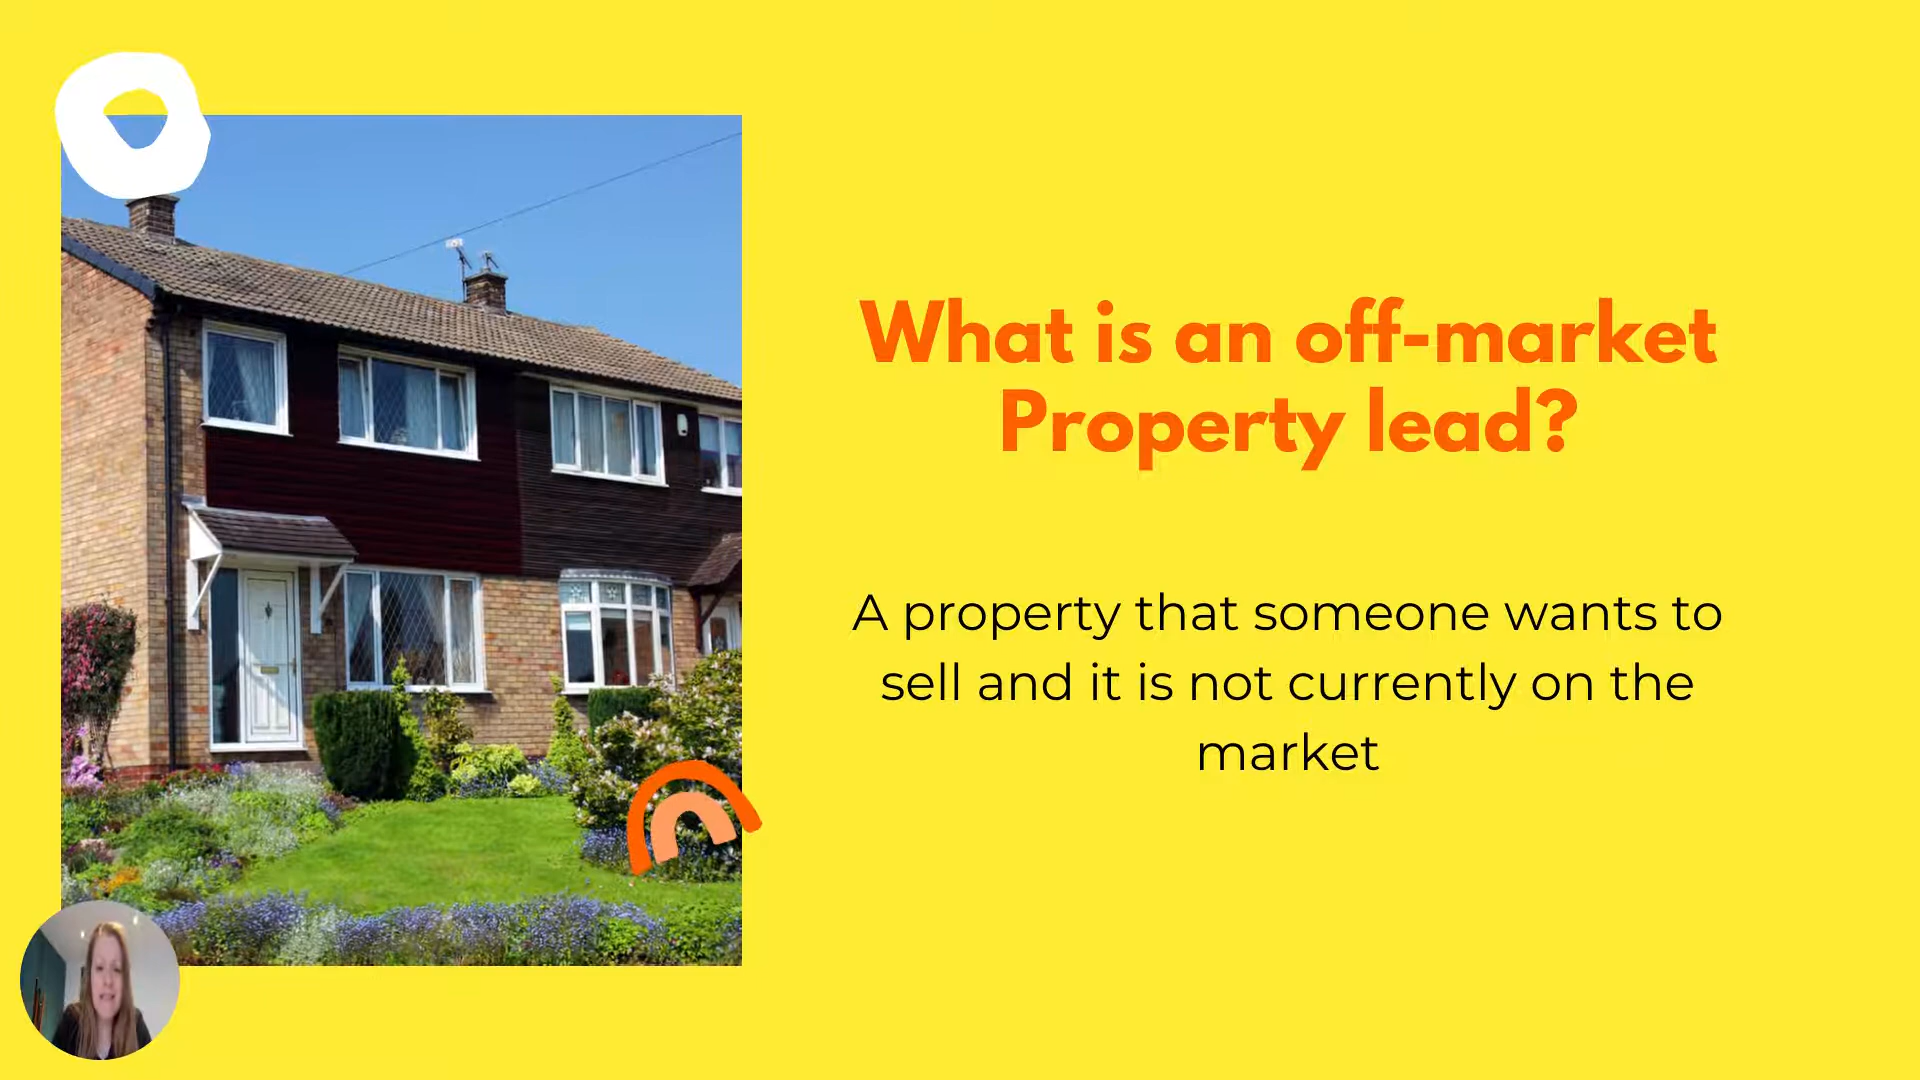 What is an off-market
Property lead?
A property that someone wants to
sell and it is not currently on the
market